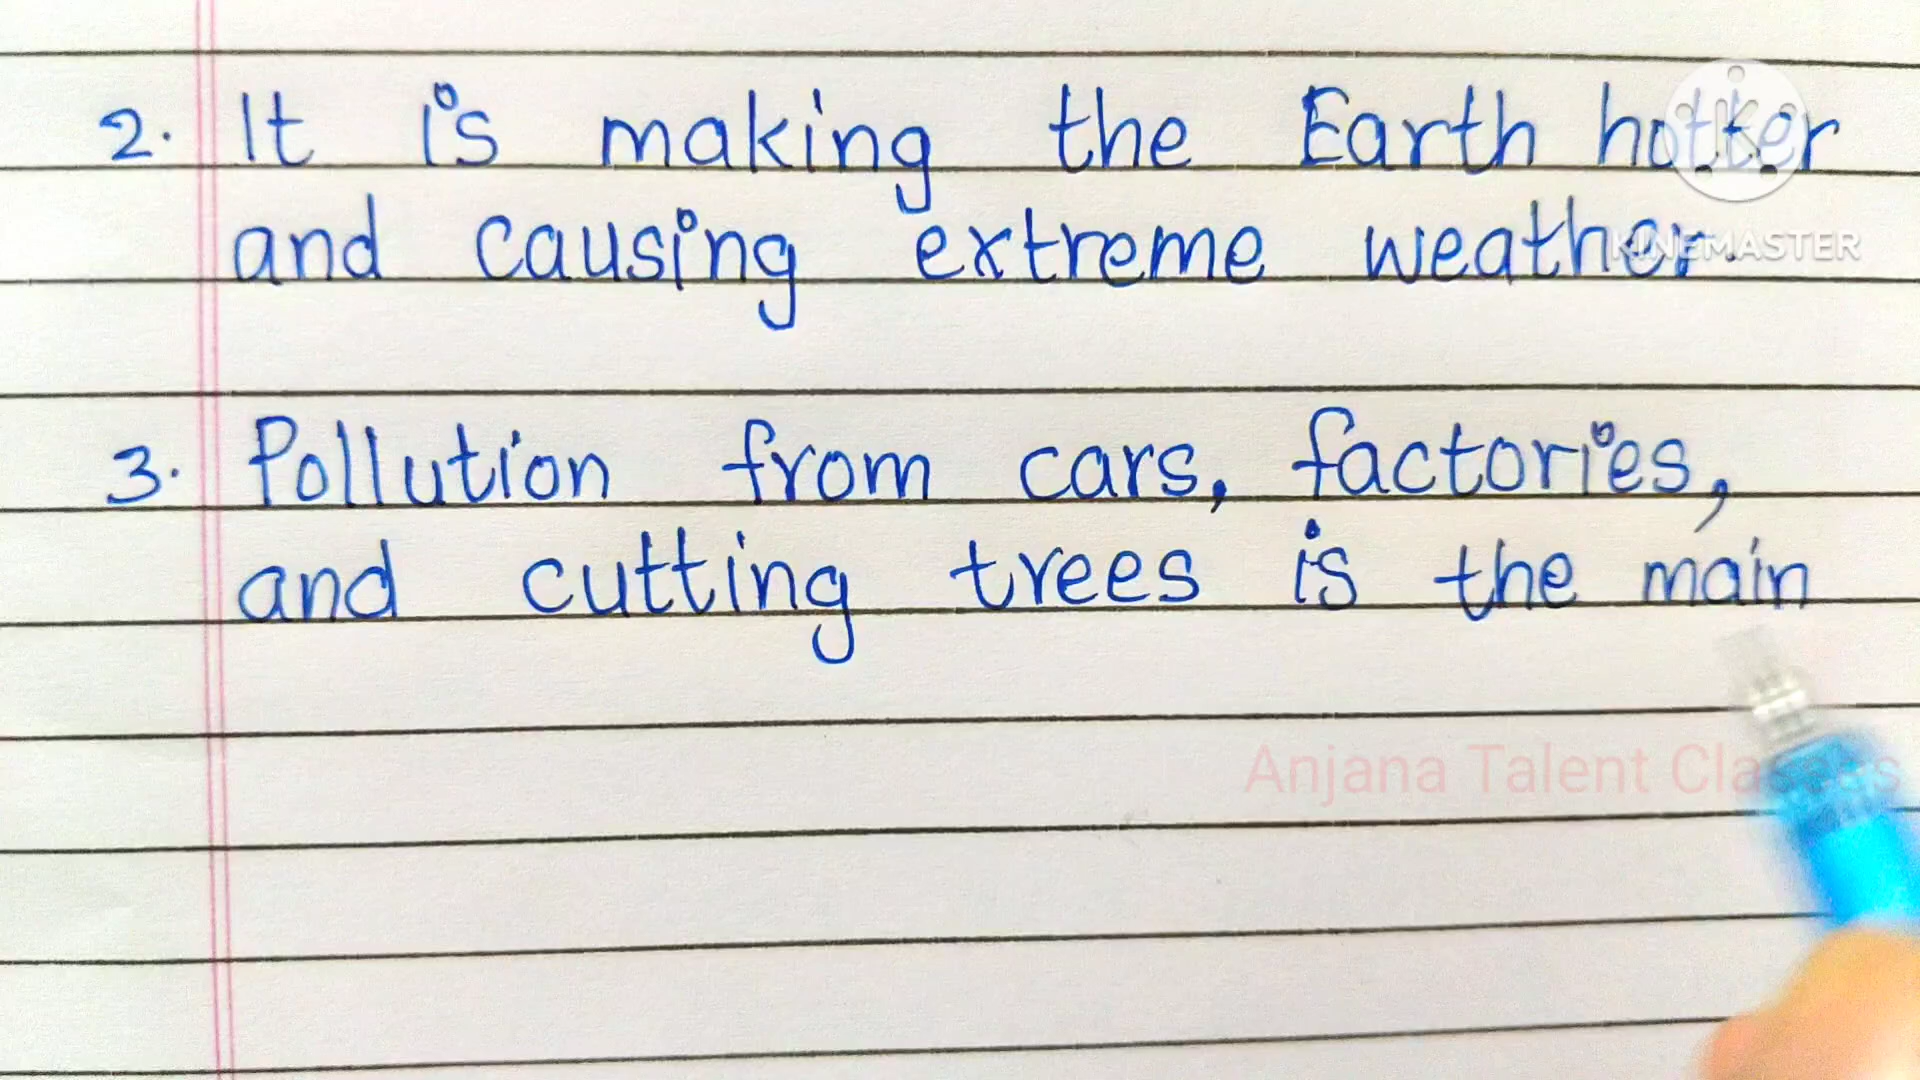 2. It is making the Earth hotter
and causing extreme weather.
KINEMASTER
3. Pollution from cars, factories,
and cutting trees is the main
Anjana Talent Classes